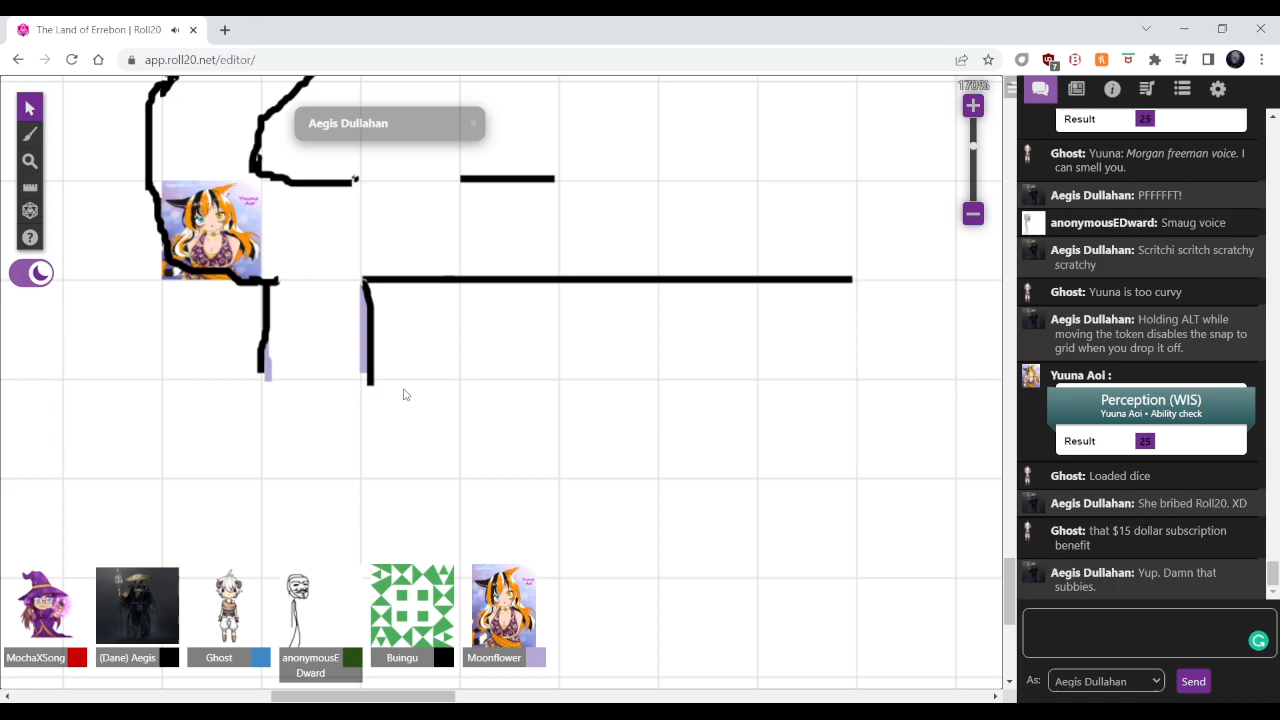 The Land of Errebon | Roll20
app.roll20.net/editor/
7
170%
Aegis Dullahan
Yuuna
Aoi
Result 25
Ghost: Yuuna: Morgan freeman voice. I
can smell you.
Aegis Dullahan: PFFFFFT!
anonymousEDward: Smaug voice
Aegis Dullahan: Scritchi scritch scratchy
scratchy
Ghost: Yuuna is too curvy
Aegis Dullahan: Holding ALT while
moving the token disables the snap to
grid when you drop it off.
Yuuna Aoi :
Perception (WIS)
Yuuna Aoi • Ability check
Result 25
Ghost: Loaded dice
Aegis Dullahan: She bribed Roll20. XD
Ghost: that $15 dollar subscription
benefit
Aegis Dullahan: Yup. Damn that
subbies.
MochaXSong
(Dane) Aegis
Ghost
anonymousE
Dward
Buingu
Moonflower
As: Aegis Dullahan Send